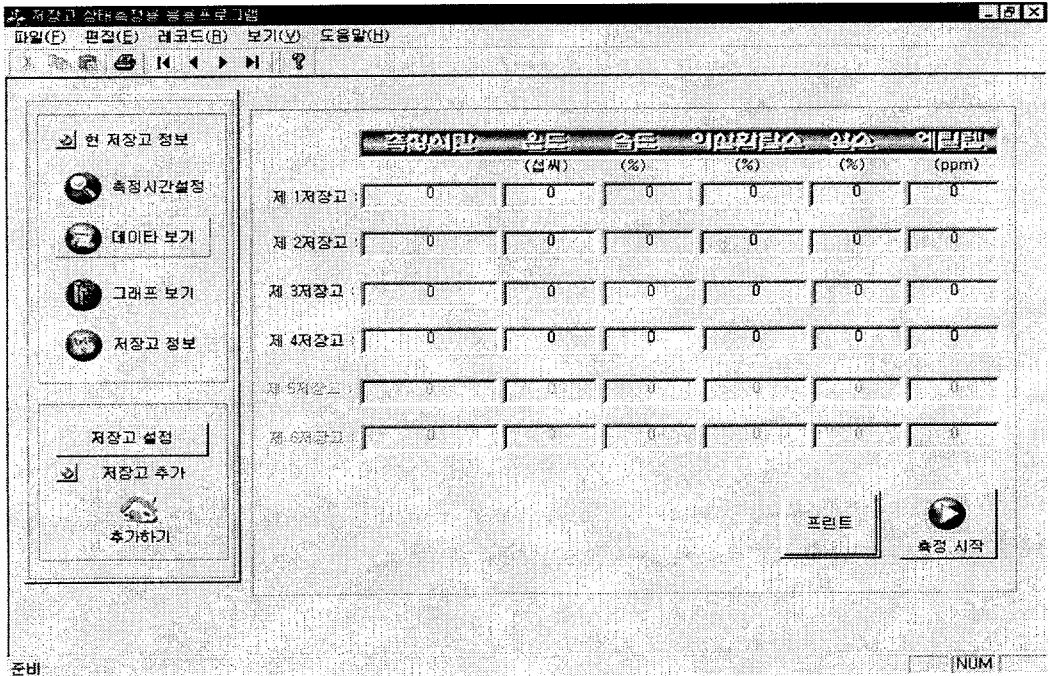 저장고 상태측정용 응용프로그램
파일(F) 편집(E) 레코드(R) 보기(V) 도움말(H)
현 저장고 정보
측정시간설정
데이타 보기
그래프 보기
저장고 정보
저장고 설정
저장고 추가
추가하기
측정시간 온도 습도 이산화탄소 산소 에틸렌
(섭씨) (%) (%) (%) (ppm)
제 1저장고 : 0 0 0 0 0 0
제 2저장고 : 0 0 0 0 0 0
제 3저장고 : 0 0 0 0 0 0
제 4저장고 : 0 0 0 0 0 0
제 5저장고 : 0 0 0 0 0 0
제 6저장고 : 0 0 0 0 0 0
프린트
측정 시작
준비 NUM